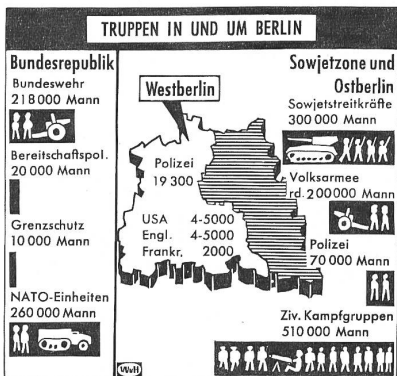 TRUPPEN IN UND UM BERLIN
Bundesrepublik
Bundeswehr
218 000 Mann
Bereitschaftspol.
20 000 Mann
Grenzschutz
10 000 Mann
NATO-Einheiten
260 000 Mann
Westberlin
Polizei
19 300
USA 4-5000
Engl. 4-5000
Frankr. 2000
Sowjetzone und
Ostberlin
Sowjetstreitkräfte
300 000 Mann
Volksarmee
rd. 200 000 Mann
Polizei
70 000 Mann
Ziv. Kampfgruppen
510 000 Mann